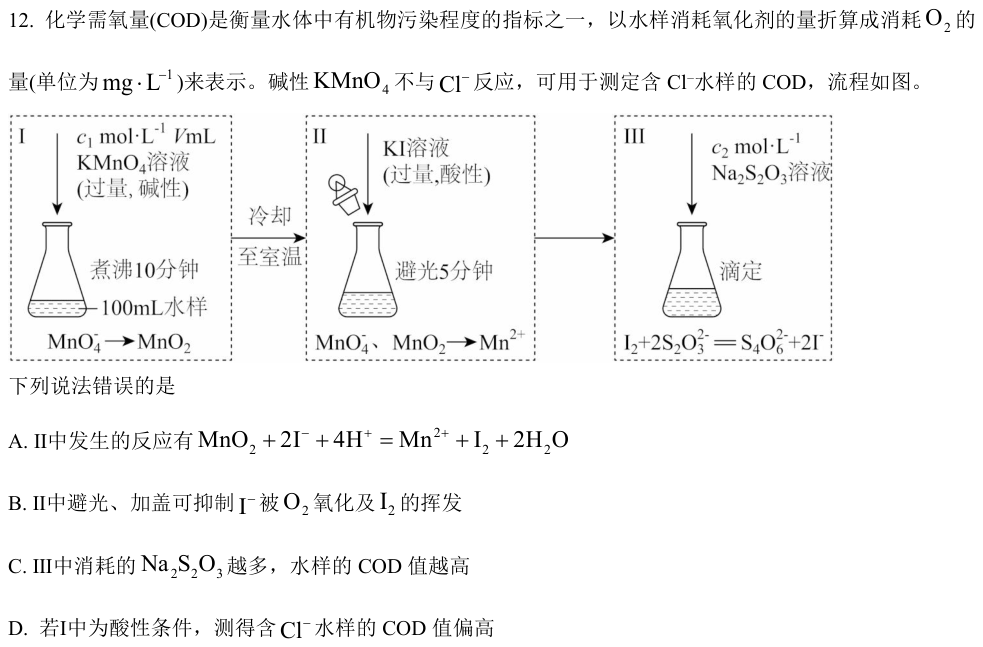 12. 化学需氧量(COD)是衡量水体中有机物污染程度的指标之一，以水样消耗氧化剂的量折算成消耗O₂的
量(单位为mg·L⁻¹)来表示。碱性KMnO₄不与Cl⁻反应，可用于测定含Cl⁻水样的COD，流程如图。
I
c₁ mol·L⁻¹ VmL
KMnO₄溶液
(过量, 碱性)
煮沸10分钟
100mL水样
MnO₄⁻→MnO₂
冷却
至室温
II
KI溶液
(过量,酸性)
避光5分钟
MnO₄⁻、MnO₂→Mn²⁺
III
c₂ mol·L⁻¹
Na₂S₂O₃溶液
滴定
I₂+2S₂O₃²⁻=S₄O₆²⁻+2I⁻
下列说法错误的是
A. II中发生的反应有MnO₂+2I⁻+4H⁺=Mn²⁺+I₂+2H₂O
B. II中避光、加盖可抑制I⁻被O₂氧化及I₂的挥发
C. III中消耗的Na₂S₂O₃越多，水样的COD值越高
D. 若I中为酸性条件，测得含Cl⁻水样的COD值偏高